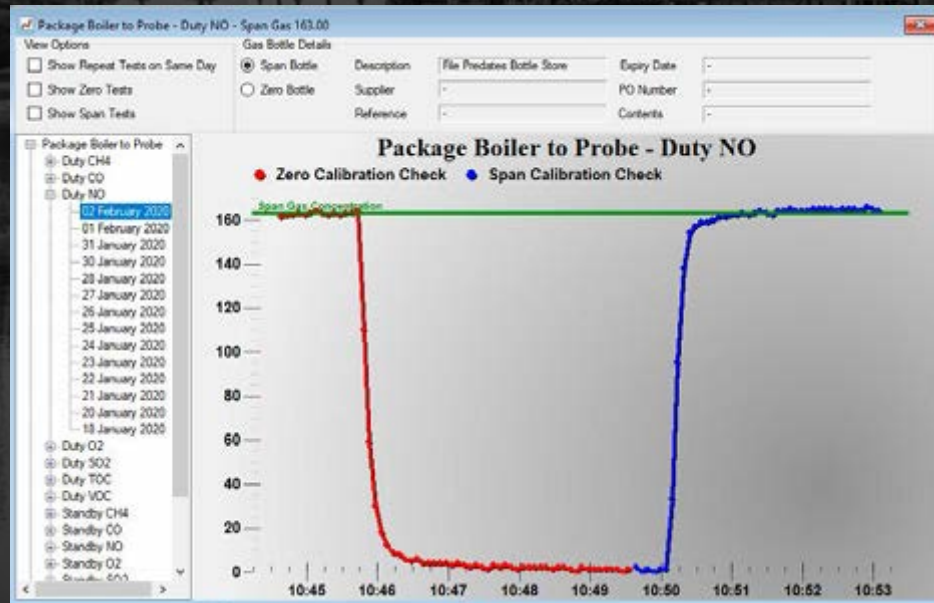 Package Boiler to Probe - Duty NO - Span Gas 163.00
View Options
Show Repeat Tests on Same Day
Show Zero Tests
Show Span Tests
Gas Bottle Details
Span Bottle
Zero Bottle
Description File Predates Bottle Store
Supplier -
Reference -
Expiry Date -
PO Number -
Contents -
Package Boiler to Probe
Duty CH4
Duty CO
Duty NO
02 February 2020
01 February 2020
31 January 2020
30 January 2020
28 January 2020
27 January 2020
26 January 2020
25 January 2020
24 January 2020
23 January 2020
22 January 2020
21 January 2020
20 January 2020
18 January 2020
Duty O2
Duty SO2
Duty TOC
Duty VOC
Standby CH4
Standby CO
Standby NO
Standby O2
Standby SO2
Package Boiler to Probe - Duty NO
Zero Calibration Check Span Calibration Check
Span Gas Concentration
160
140
120
100
80
60
40
20
0
10:45 10:46 10:47 10:48 10:49 10:50 10:51 10:52 10:53